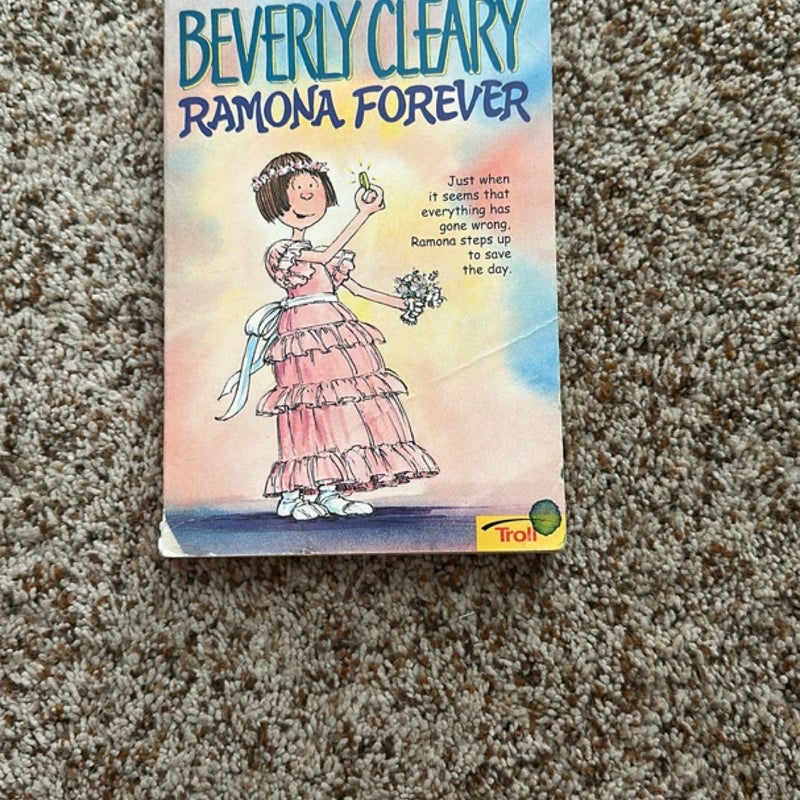 BEVERLY CLEARY
RAMONA FOREVER
Just when
it seems that
everything has
gone wrong,
Ramona steps up
to save
the day.
Troll